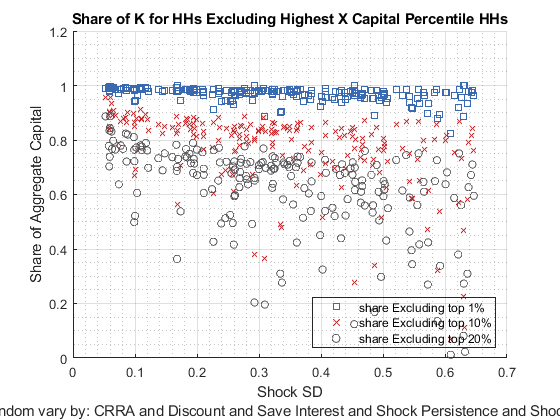 Share of K for HHs Excluding Highest X Capital Percentile HHs
1.2
1
0.8
0.6
0.4
0.2
0
Share of Aggregate Capital
share Excluding top 1%
share Excluding top 10%
share Excluding top 20%
0 0.1 0.2 0.3 0.4 0.5 0.6 0.7
Shock SD
ndom vary by: CRRA and Discount and Save Interest and Shock Persistence and Shoc